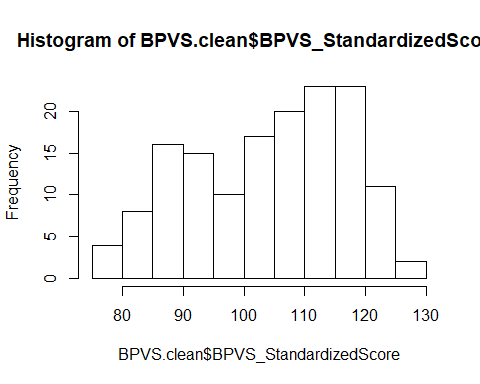 Histogram of BPVS.clean$BPVS_StandardizedSco
Frequency
20
15
10
5
0
80 90 100 110 120 130
BPVS.clean$BPVS_StandardizedScore